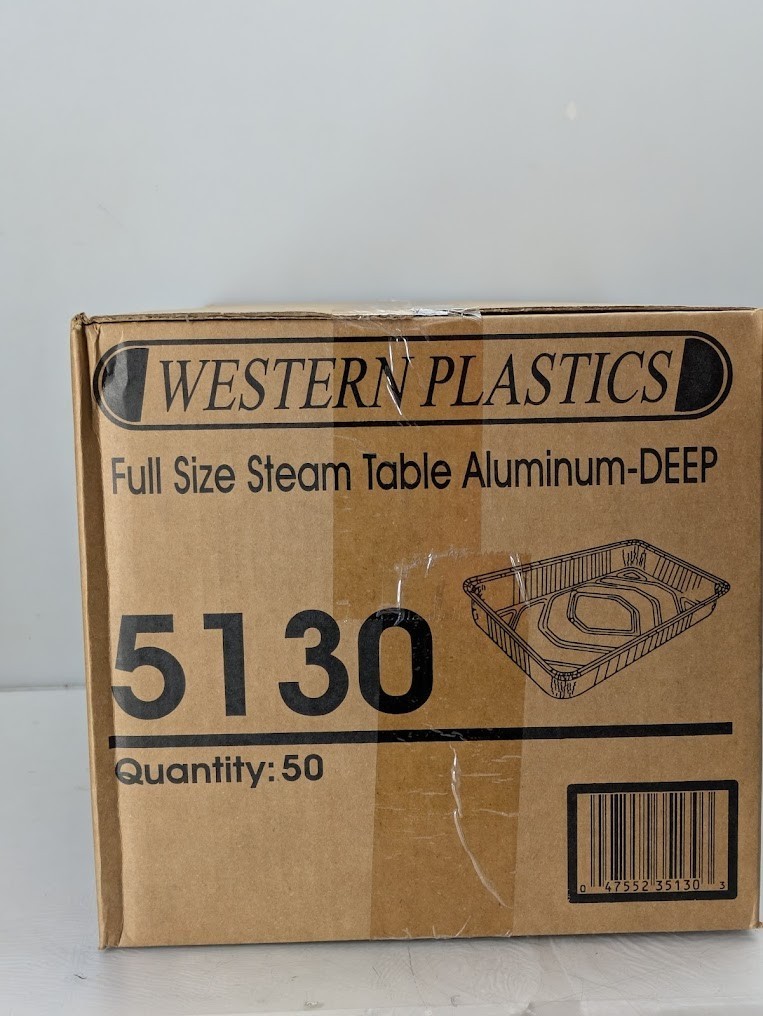 WESTERN PLASTICS
Full Size Steam Table Aluminum-DEEP
5130
Quantity: 50
0 47552 35130 3